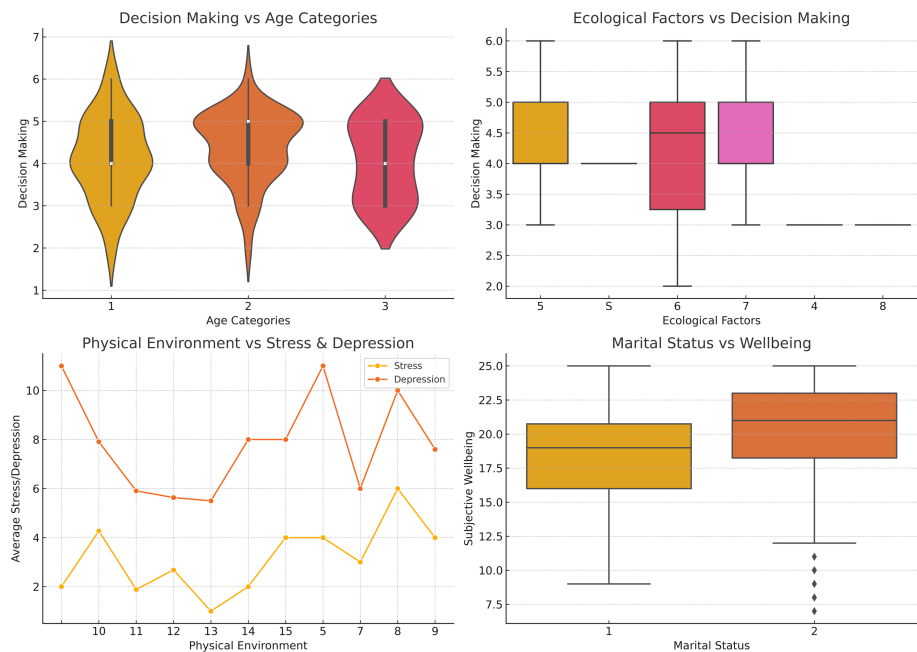 Decision Making vs Age Categories
Decision Making
7
6
5
4
3
2
1
1 2 3
Age Categories
Ecological Factors vs Decision Making
Decision Making
6.0
5.5
5.0
4.5
4.0
3.5
3.0
2.5
2.0
5 S 6 7 4 8
Ecological Factors
Physical Environment vs Stress & Depression
Stress
Depression
Average Stress/Depression
10
8
6
4
2
10 11 12 13 14 15 5 7 8 9
Physical Environment
Marital Status vs Wellbeing
Subjective Wellbeing
25.0
22.5
20.0
17.5
15.0
12.5
10.0
7.5
1 2
Marital Status